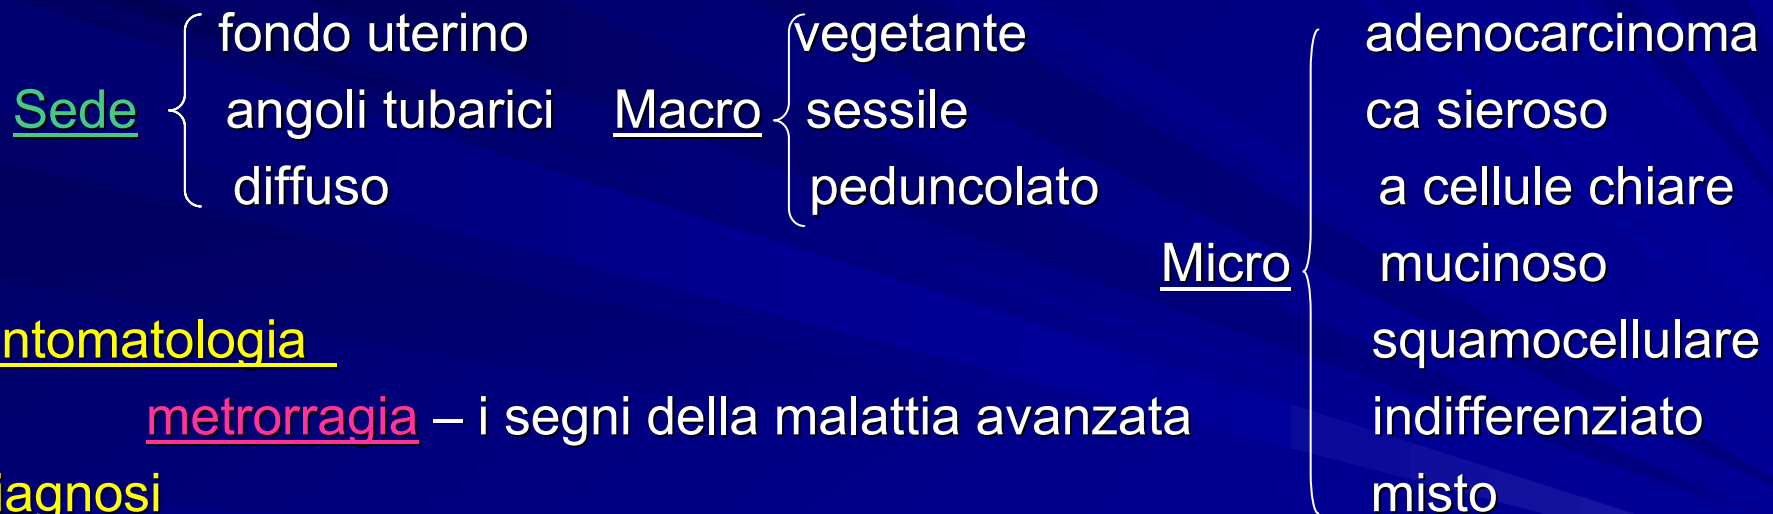 fondo uterino vegetante adenocarcinoma
Sede angoli tubarici Macro sessile ca sieroso
diffuso peduncolato a cellule chiare
Micro mucinoso
ntomatologia squamocellulare
metrorragia – i segni della malattia avanzata indifferenziato
iagnosi misto